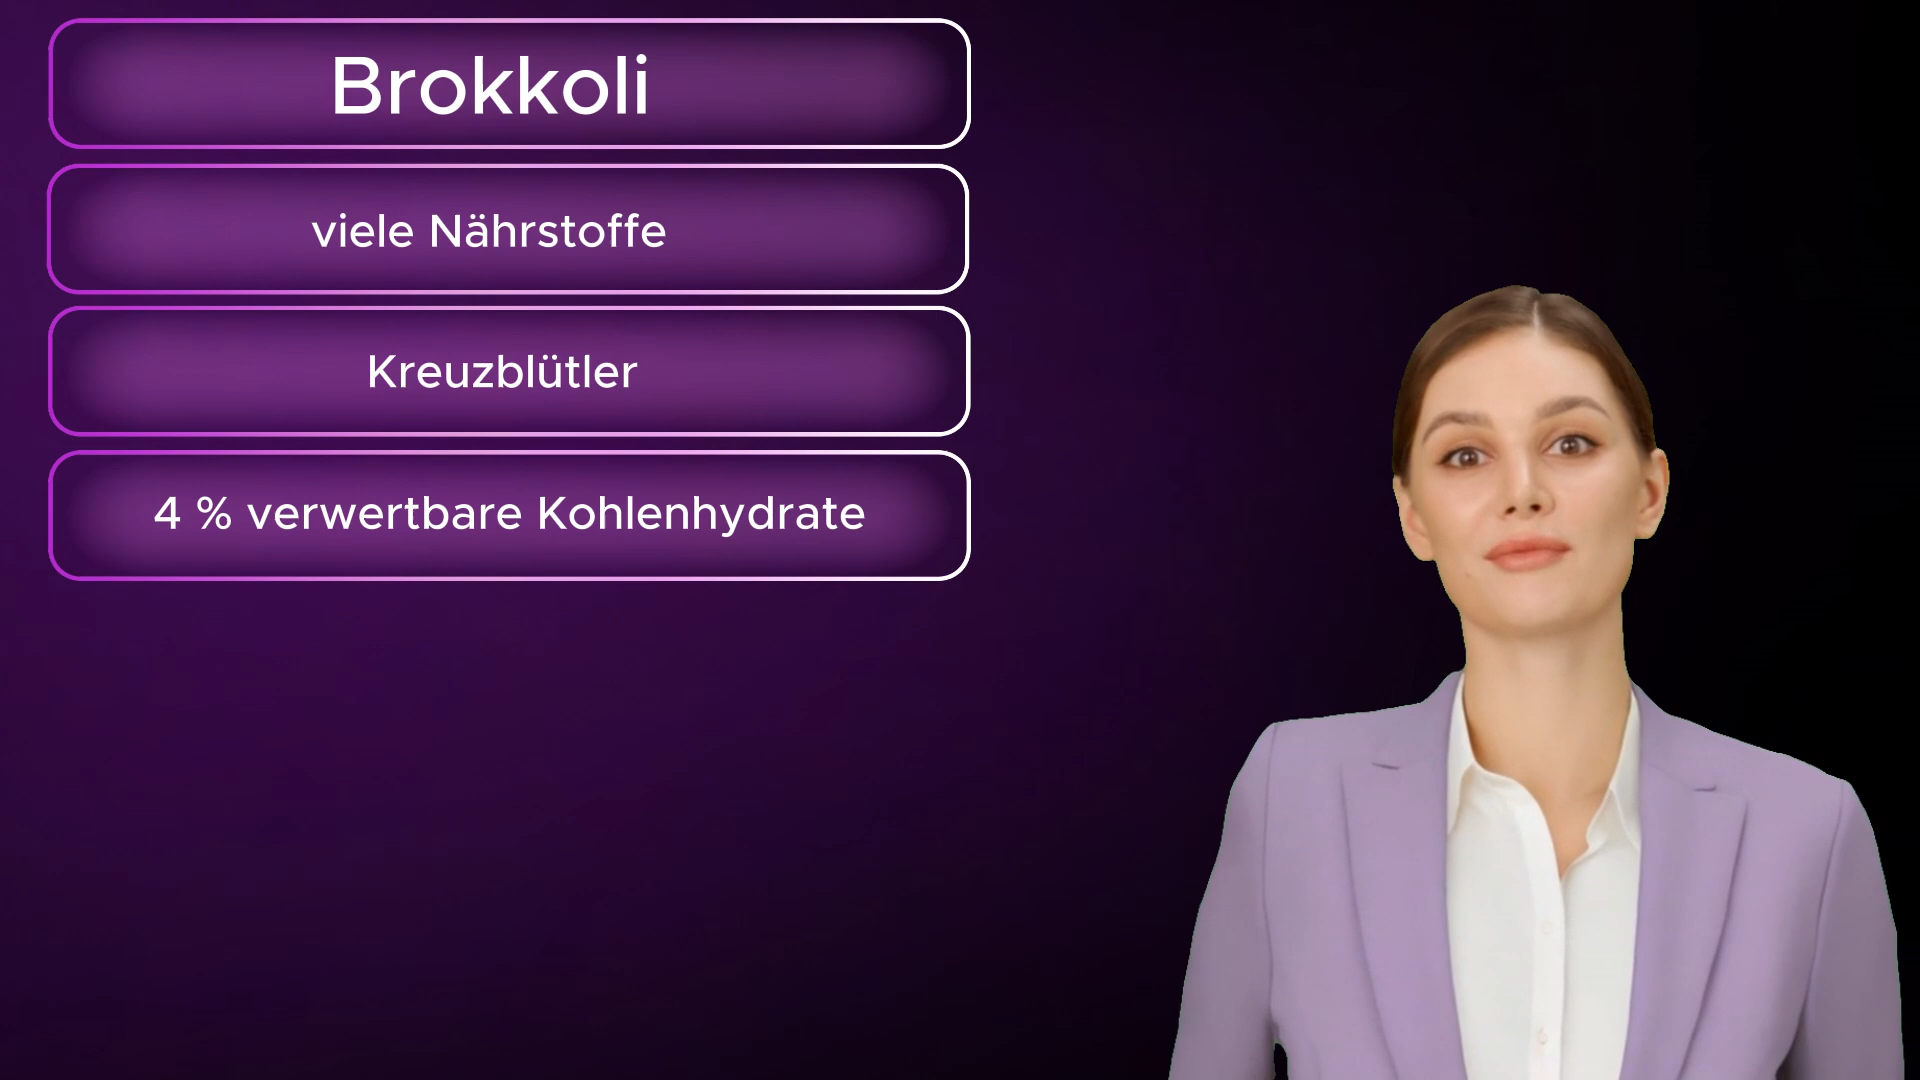 Brokkoli
viele Nährstoffe
Kreuzblütler
4 % verwertbare Kohlenhydrate